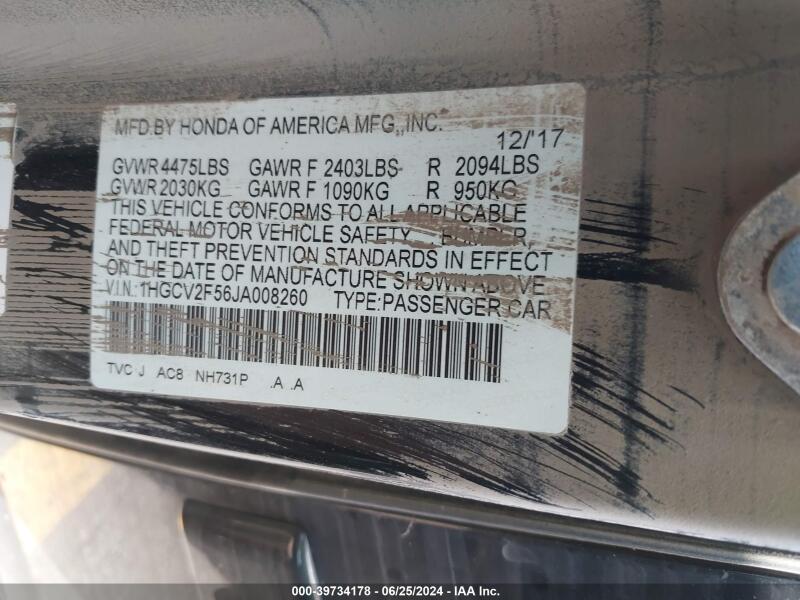 MFD.BY HONDA OF AMERICA MFG.,INC. 12/'17
GVWR 4475LBS GAWR F 2403LBS R 2094LBS
GVWR 2030KG GAWR F 1090KG R 950KG
THIS VEHICLE CONFORMS TO ALL APPLICABLE
FEDERAL MOTOR VEHICLE SAFETY, BUMPER,
AND THEFT PREVENTION STANDARDS IN EFFECT
ON THE DATE OF MANUFACTURE SHOWN ABOVE
V.I.N.:1HGCV2F56JA008260 TYPE:PASSENGER CAR
TVC J AC8 NH731P .A .A
000-39734178 - 06/25/2024 - IAA Inc.